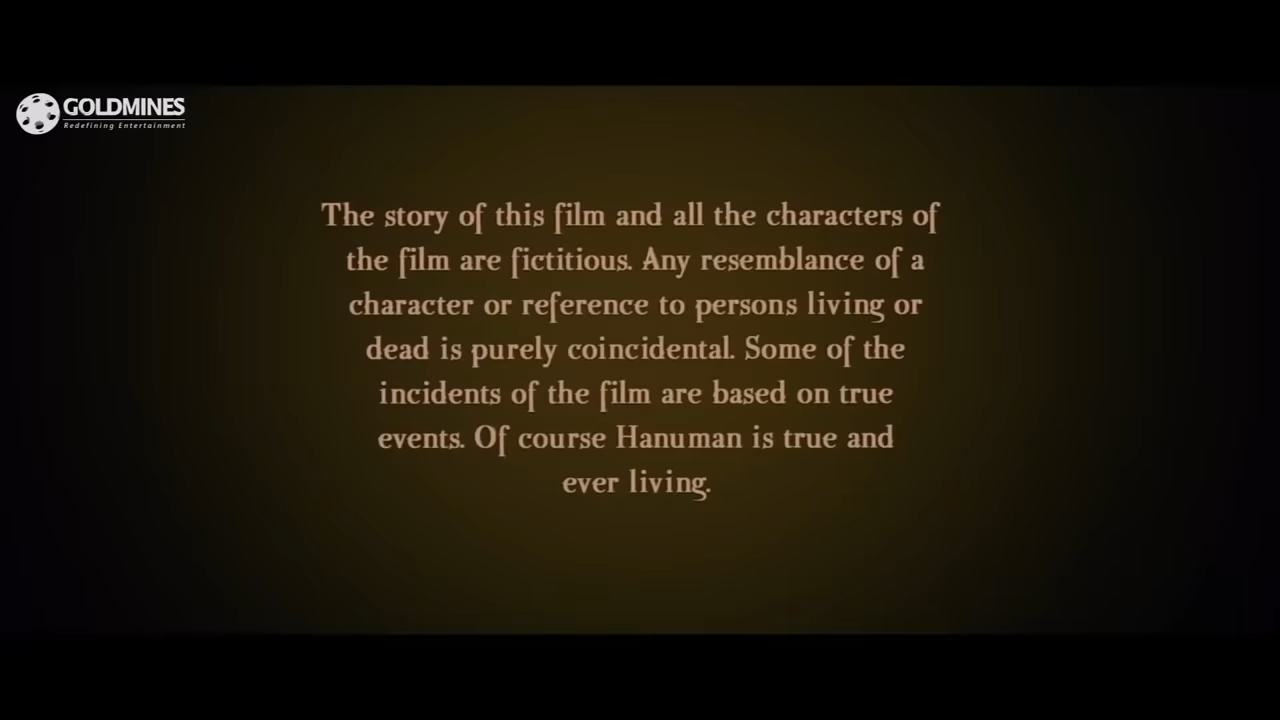 GOLDMINES
Redefining Entertainment
The story of this film and all the characters of
the film are fictitious. Any resemblance of a
character or reference to persons living or
dead is purely coincidental. Some of the
incidents of the film are based on true
events. Of course Hanuman is true and
ever living.